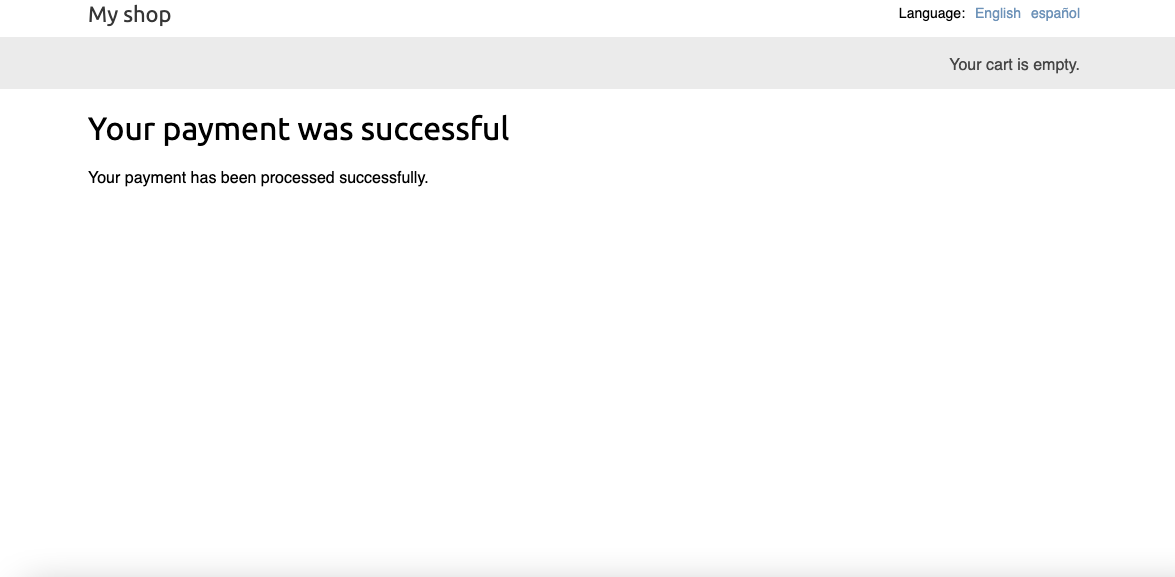 My shop
Language: English español
Your cart is empty.
Your payment was successful
Your payment has been processed successfully.